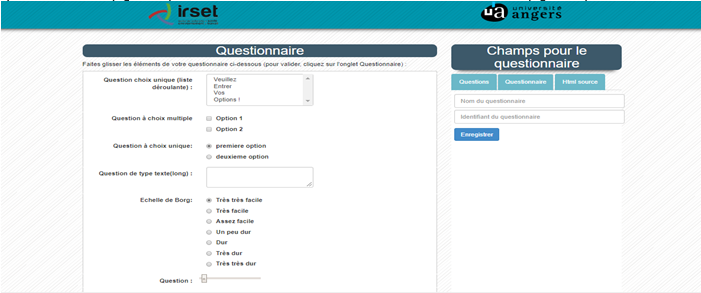 irset
université
angers
Questionnaire
Faites glisser les éléments de votre questionnaire ci-dessous (pour valider, cliquez sur l'onglet Questionnaire) :
Question choix unique (liste
déroulante) :
Veuillez
Entrer
Vos
Options !
Question à choix multiple
Option 1
Option 2
Question à choix unique:
premiere option
deuxieme option
Question de type texte(long) :
Echelle de Borg:
Très très facile
Très facile
Assez facile
Un peu dur
Dur
Très dur
Très très dur
Question :
Champs pour le
questionnaire
Questions Questionnaire Html source
Nom du questionnaire
Identifiant du questionnaire
Enregistrer